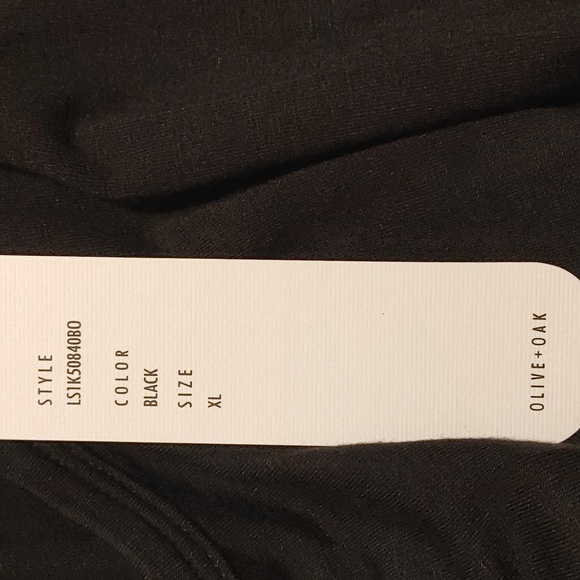 STYLE
LS1K50840BO
COLOR
BLACK
SIZE
XL
OLIVE+OAK